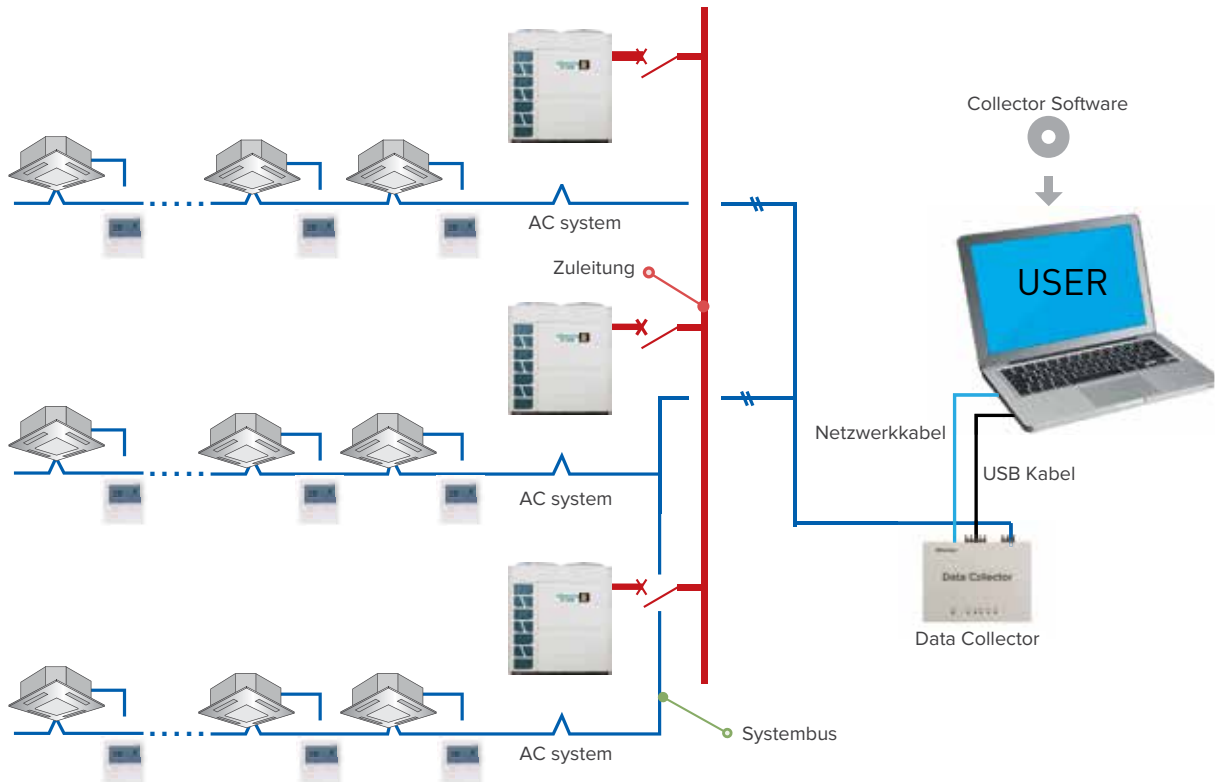 Collector Software
AC system
Zuleitung
USER
Netzwerkkabel
USB Kabel
AC system
Data Collector
Data Collector
Systembus
AC system